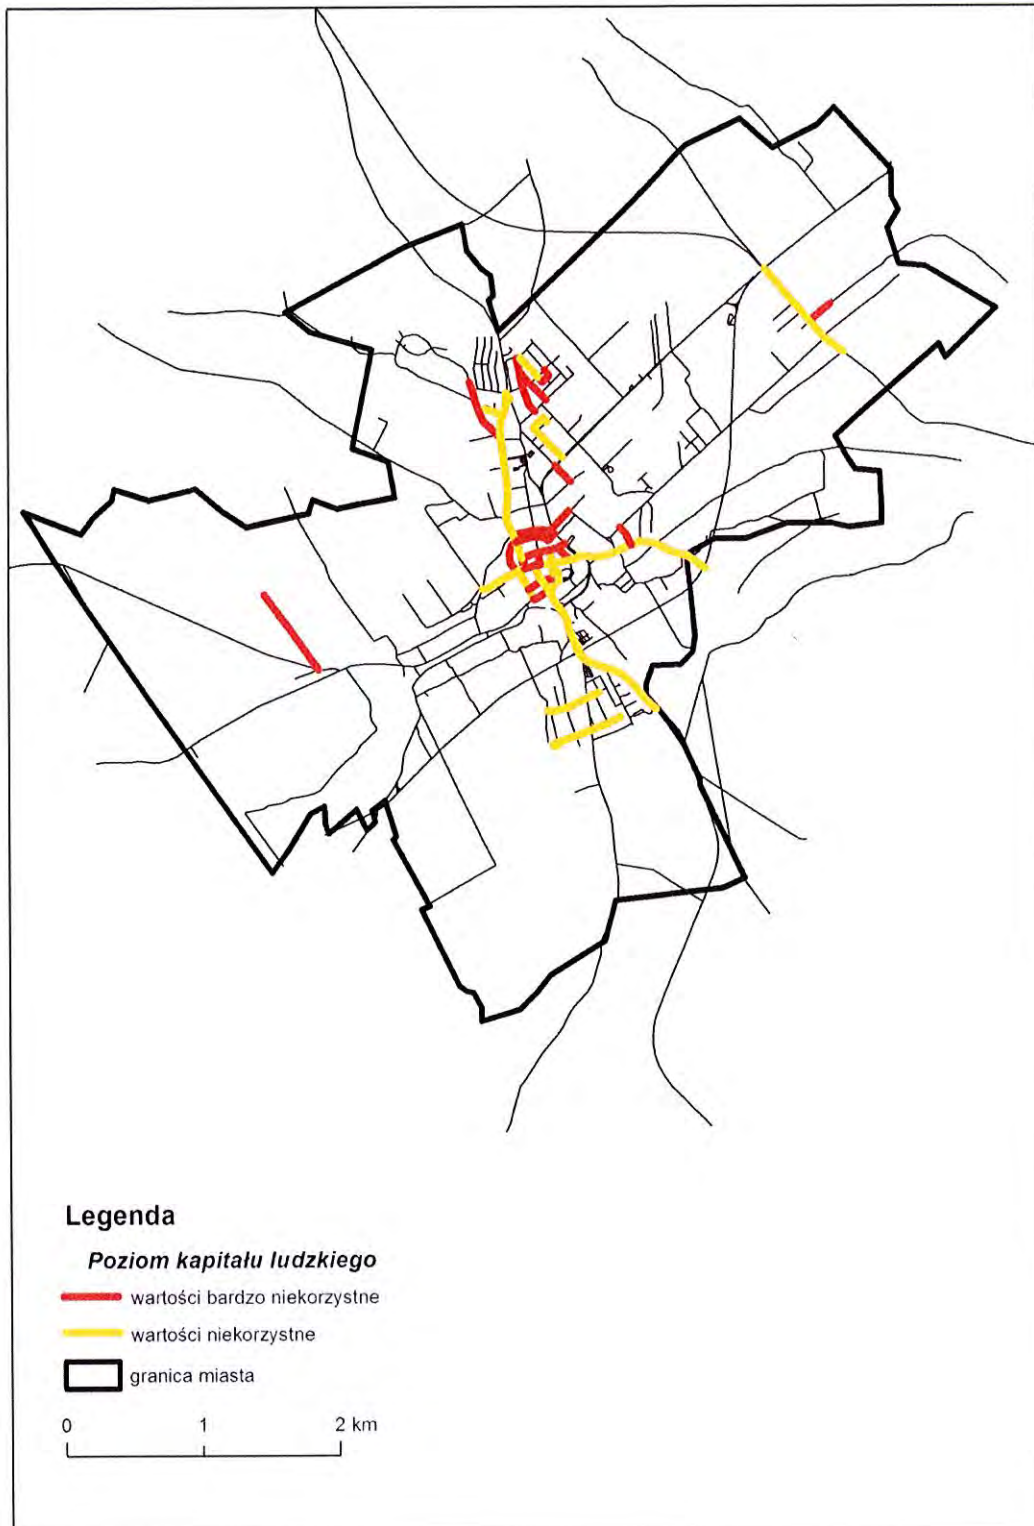 Legenda
Poziom kapitału ludzkiego
wartości bardzo niekorzystne
wartości niekorzystne
granica miasta
0 1 2 km